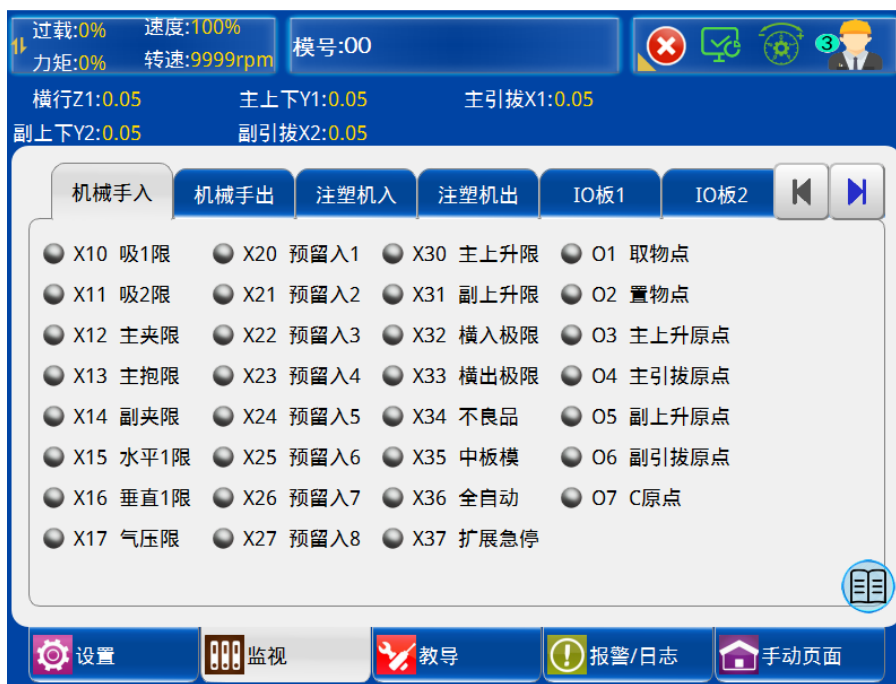 过载:0% 速度:100%
力矩:0% 转速:9999rpm
模号:00
3
横行Z1:0.05 主上下Y1:0.05 主引拔X1:0.05
副上下Y2:0.05 副引拔X2:0.05
机械手入 机械手出 注塑机入 注塑机出 IO板1 IO板2
X10 吸1限 X20 预留入1 X30 主上升限 O1 取物点
X11 吸2限 X21 预留入2 X31 副上升限 O2 置物点
X12 主夹限 X22 预留入3 X32 横入极限 O3 主上升原点
X13 主抱限 X23 预留入4 X33 横出极限 O4 主引拔原点
X14 副夹限 X24 预留入5 X34 不良品 O5 副上升原点
X15 水平1限 X25 预留入6 X35 中板模 O6 副引拔原点
X16 垂直1限 X26 预留入7 X36 全自动 O7 C原点
X17 气压限 X27 预留入8 X37 扩展急停
设置 监视 教导 报警/日志 手动页面